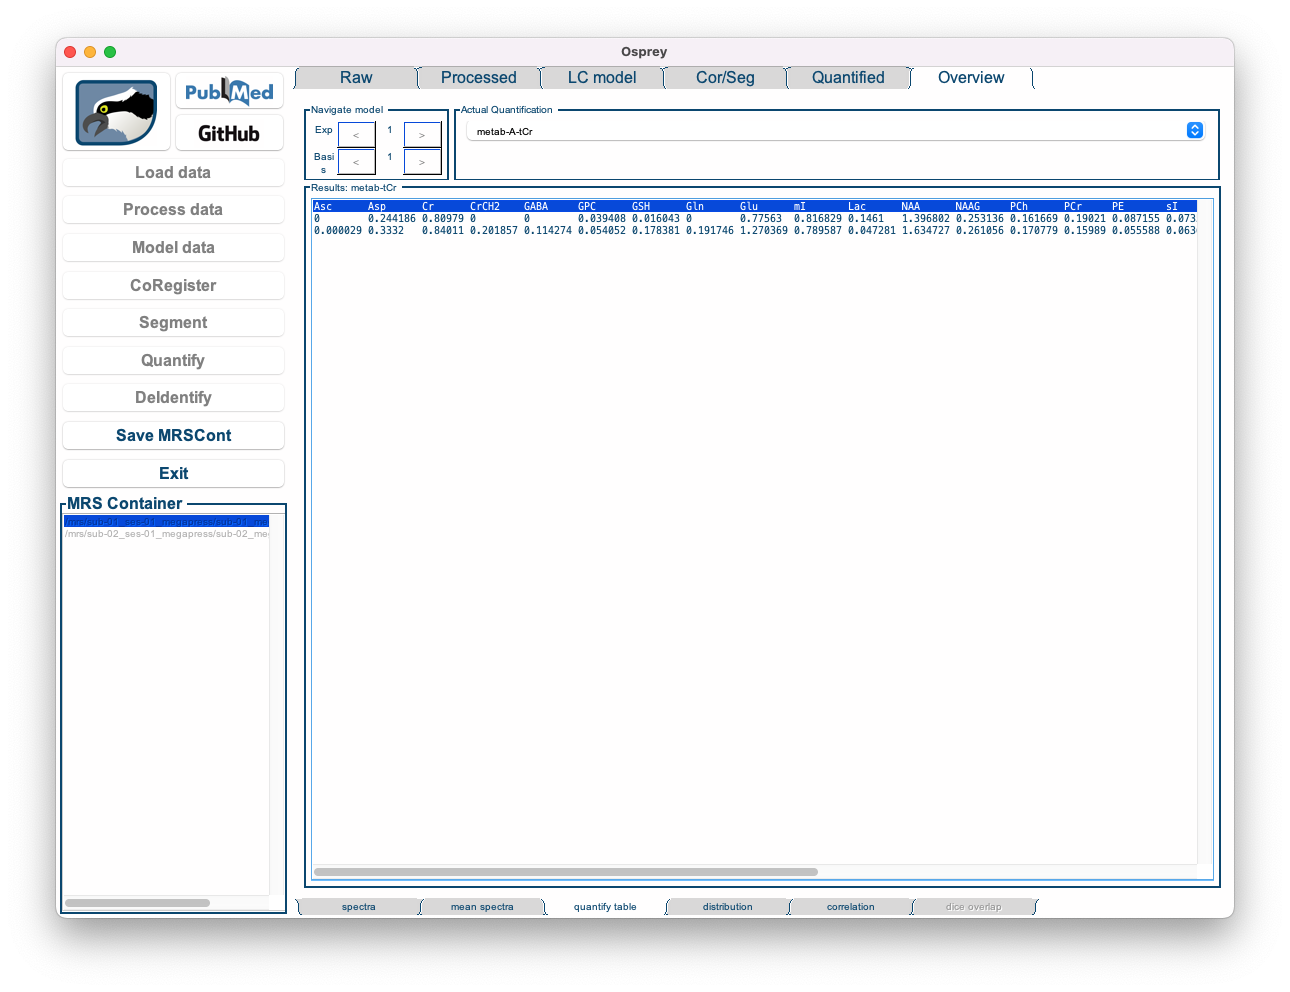 Osprey
PubMed
GitHub
Load data
Process data
Model data
CoRegister
Segment
Quantify
DeIdentify
Save MRSCont
Exit
MRS Container
/mrs/sub-01_ses-01_megapress/sub-01_me
/mrs/sub-02_ses-01_megapress/sub-02_me
Raw Processed LC model Cor/Seg Quantified Overview
Navigate model
Exp < 1 >
Basi
s < 1 >
Actual Quantification
metab-A-tCr
Results: metab-tCr
Asc Asp Cr CrCH2 GABA GPC GSH Gln Glu mI Lac NAA NAAG PCh PCr PE sI
0 0.244186 0.80979 0 0 0.039408 0.016043 0 0.77563 0.816829 0.1461 1.396802 0.253136 0.161669 0.19021 0.087155 0.073
0.000029 0.3332 0.84011 0.201857 0.114274 0.054052 0.178381 0.191746 1.270369 0.789587 0.047281 1.634727 0.261056 0.170779 0.15989 0.055588 0.063
spectra mean spectra quantify table distribution correlation dice overlap